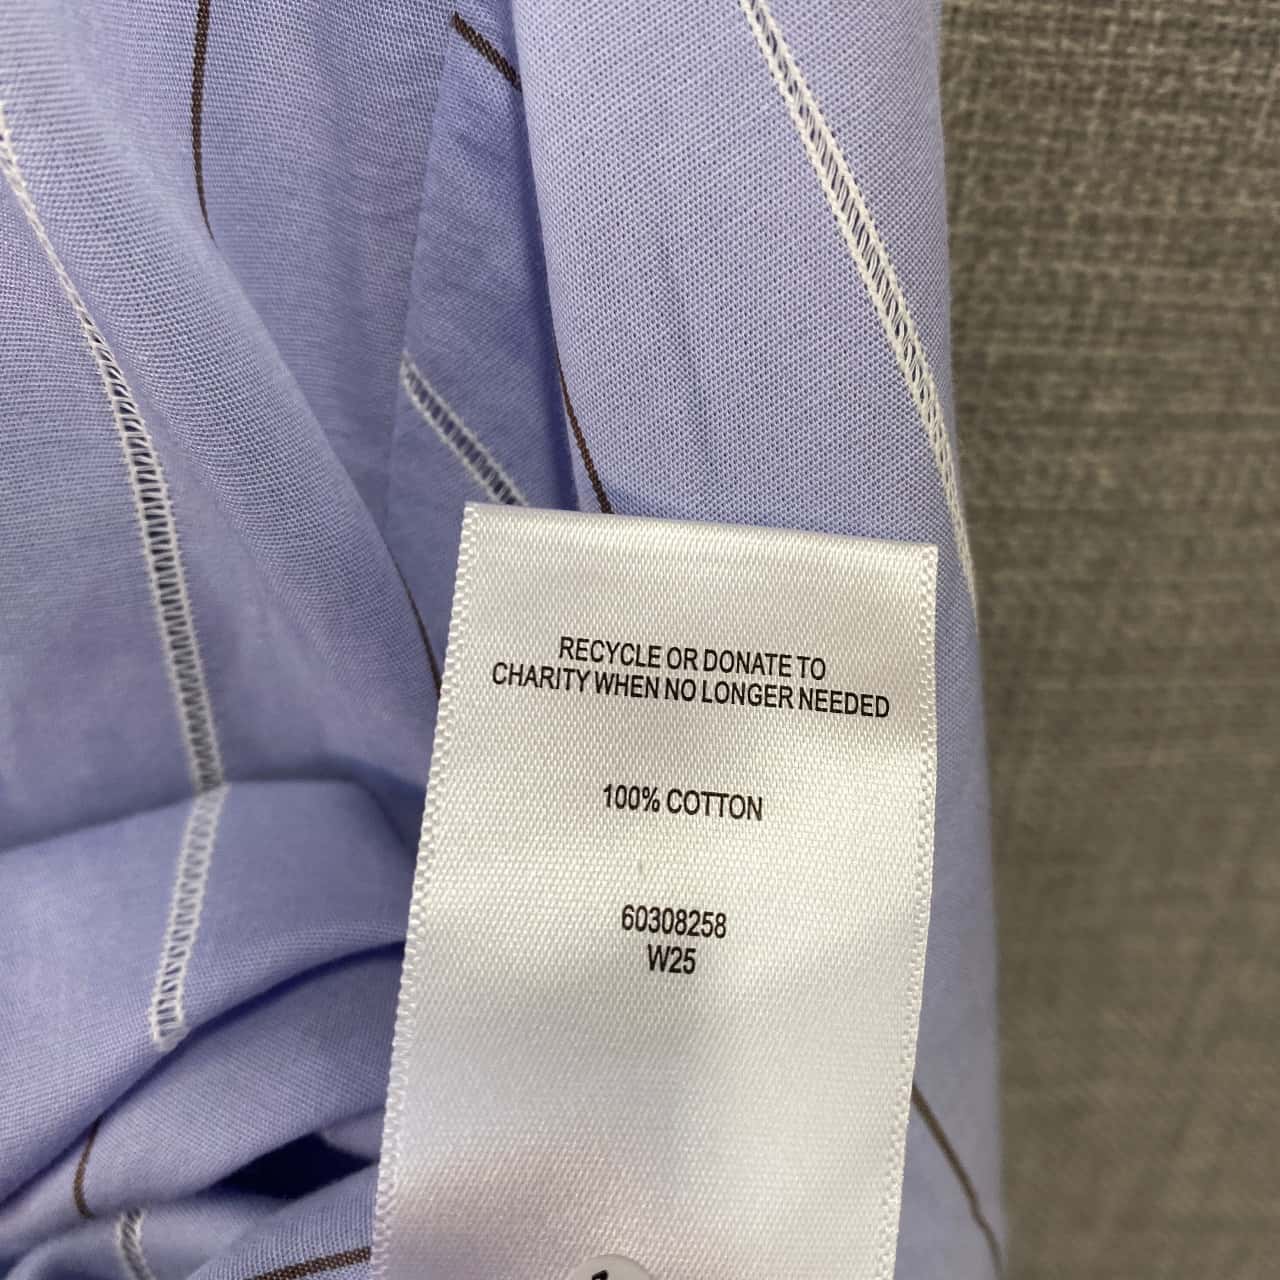 RECYCLE OR DONATE TO
CHARITY WHEN NO LONGER NEEDED
100% COTTON
60308258
W25